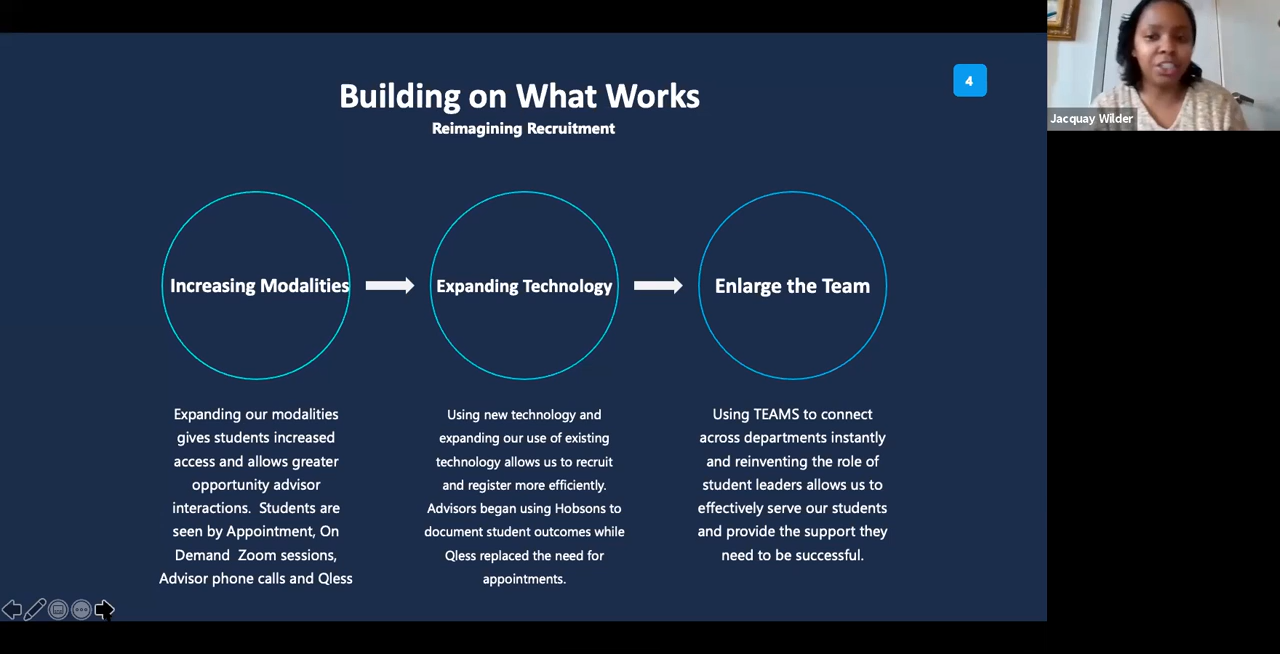 4
Building on What Works
Reimagining Recruitment
Jacquay Wilder
Increasing Modalities
Expanding Technology
Enlarge the Team
Expanding our modalities
gives students increased
access and allows greater
opportunity advisor
interactions.  Students are
seen by Appointment, On
Demand  Zoom sessions,
Advisor phone calls and Qless
Using new technology and
expanding our use of existing
technology allows us to recruit
and register more efficiently.
Advisors began using Hobsons to
document student outcomes while
Qless replaced the need for
appointments.
Using TEAMS to connect
across departments instantly
and reinventing the role of
student leaders allows us to
effectively serve our students
and provide the support they
need to be successful.